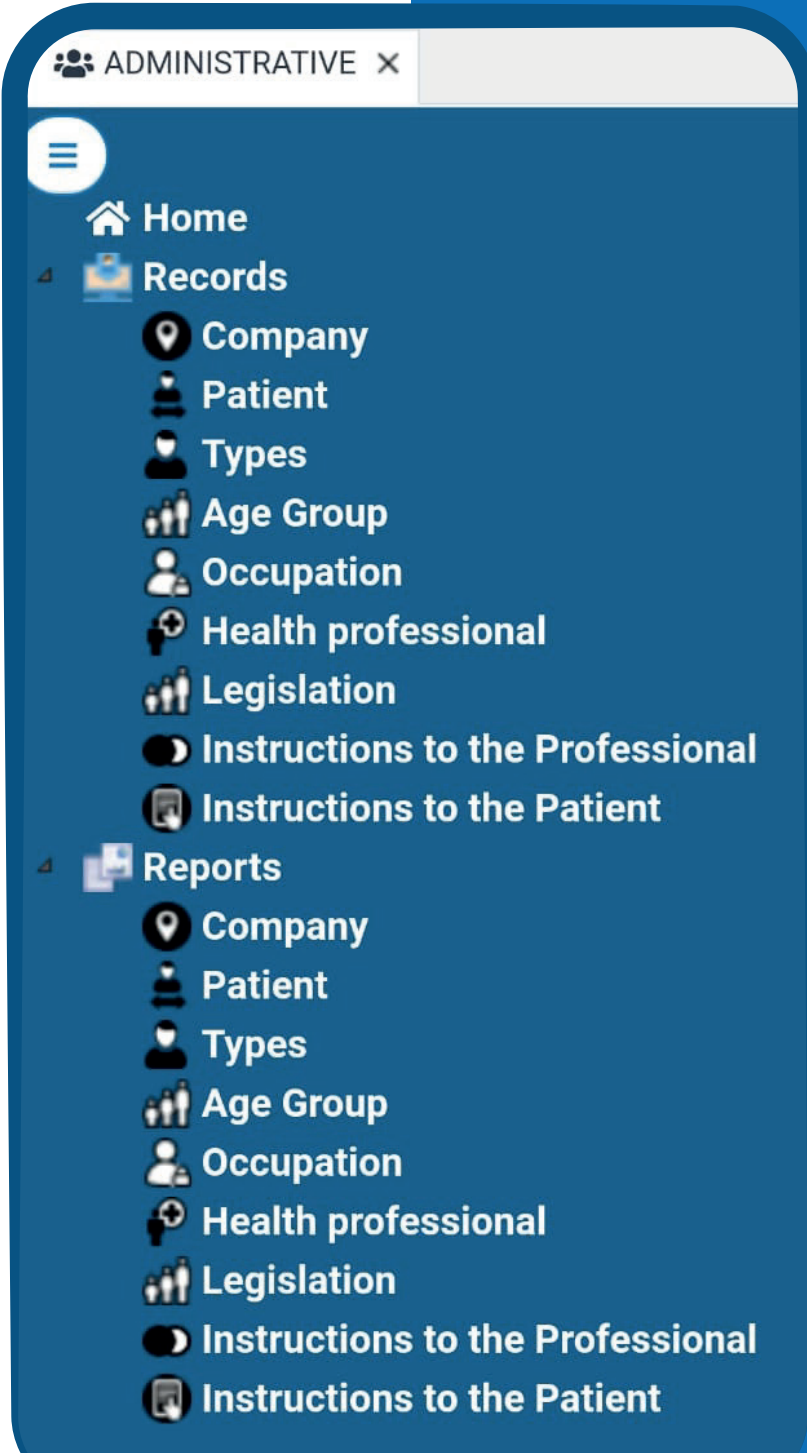 ADMINISTRATIVE
Home
Records
Company
Patient
Types
Age Group
Occupation
Health professional
Legislation
Instructions to the Professional
Instructions to the Patient
Reports
Company
Patient
Types
Age Group
Occupation
Health professional
Legislation
Instructions to the Professional
Instructions to the Patient